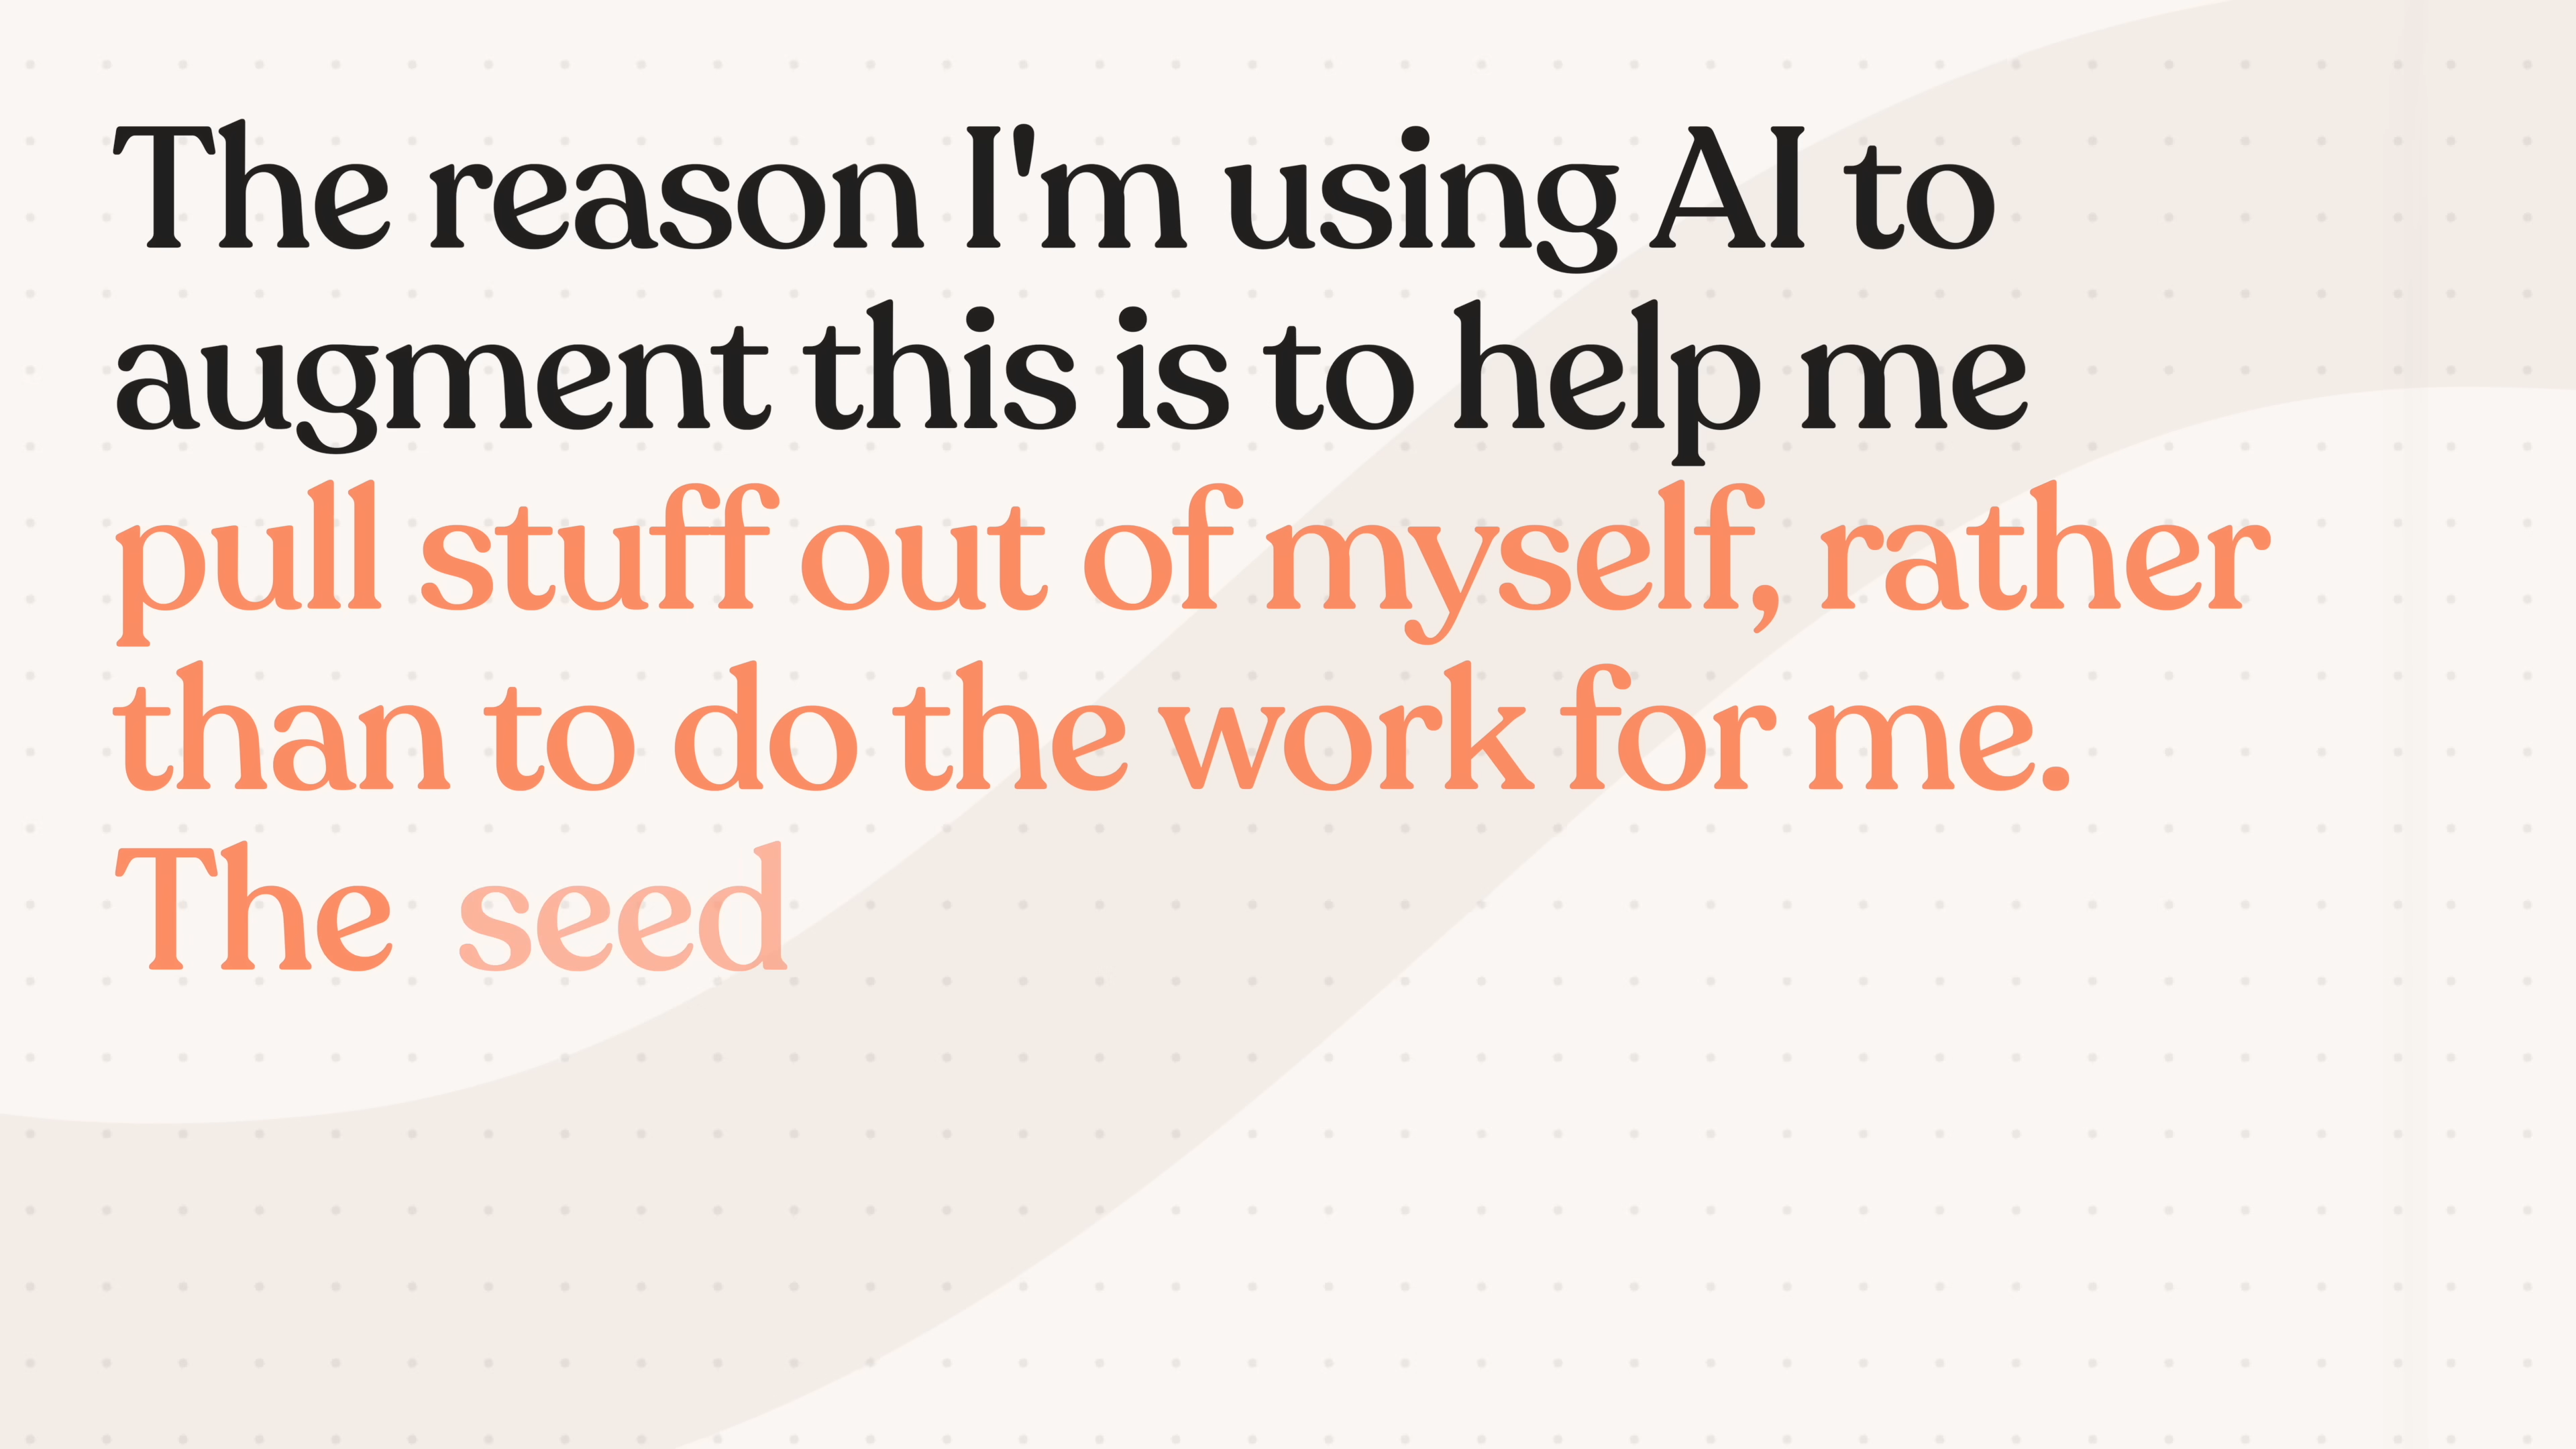 The reason I'm using AI to
augment this is to help me
pull stuff out of myself, rather
than to do the work for me.
The seed